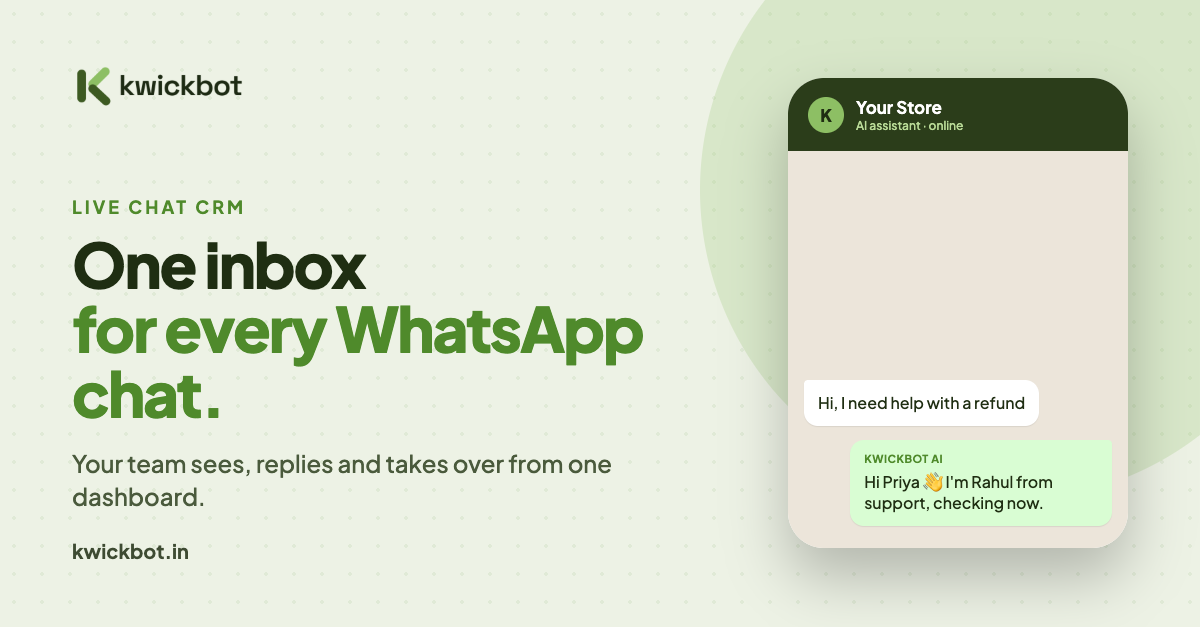 kwickbot
LIVE CHAT CRM
One inbox
for every WhatsApp
chat.
Your team sees, replies and takes over from one
dashboard.
kwickbot.in
K
Your Store
AI assistant · online
Hi, I need help with a refund
KWICKBOT AI
Hi Priya 👋 I'm Rahul from
support, checking now.